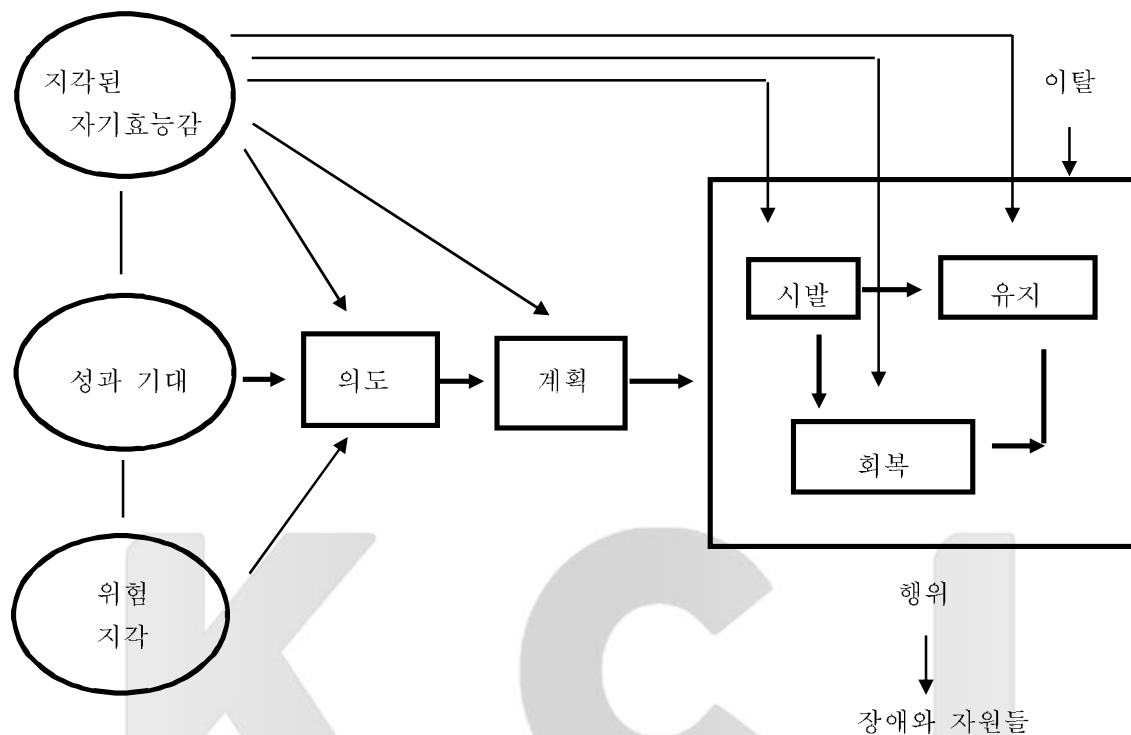 지각된
자기효능감
이탈
시발
유지
성과 기대
의도
계획
회복
위험
지각
행위
장애와 자원들
KCI